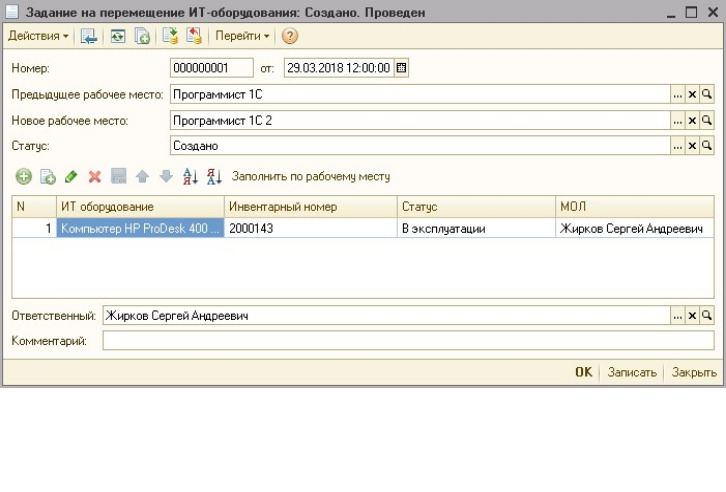 Задание на перемещение ИТ-оборудования: Создано. Проведен
Действия Перейти
Номер: 000000001 от: 29.03.2018 12:00:00
Предыдущее рабочее место: Программист 1С
Новое рабочее место: Программист 1С 2
Статус: Создано
Заполнить по рабочему месту
N ИТ оборудование Инвентарный номер Статус МОЛ
1 Компьютер HP ProDesk 400 ... 2000143 В эксплуатации Жирков Сергей Андреевич
Ответственный: Жирков Сергей Андреевич
Комментарий:
OK Записать Закрыть